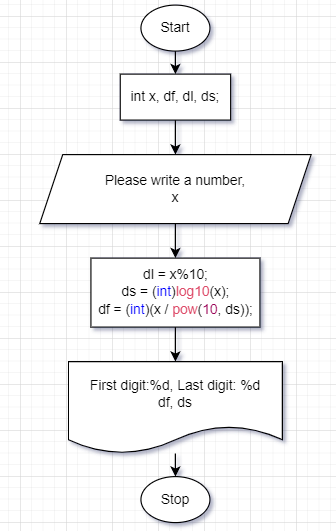 Start
int x, df, dl, ds;
Please write a number,
x
dl = x%10;
ds = (int)log10(x);
df = (int)(x / pow(10, ds));
First digit:%d, Last digit: %d
df, ds
Stop